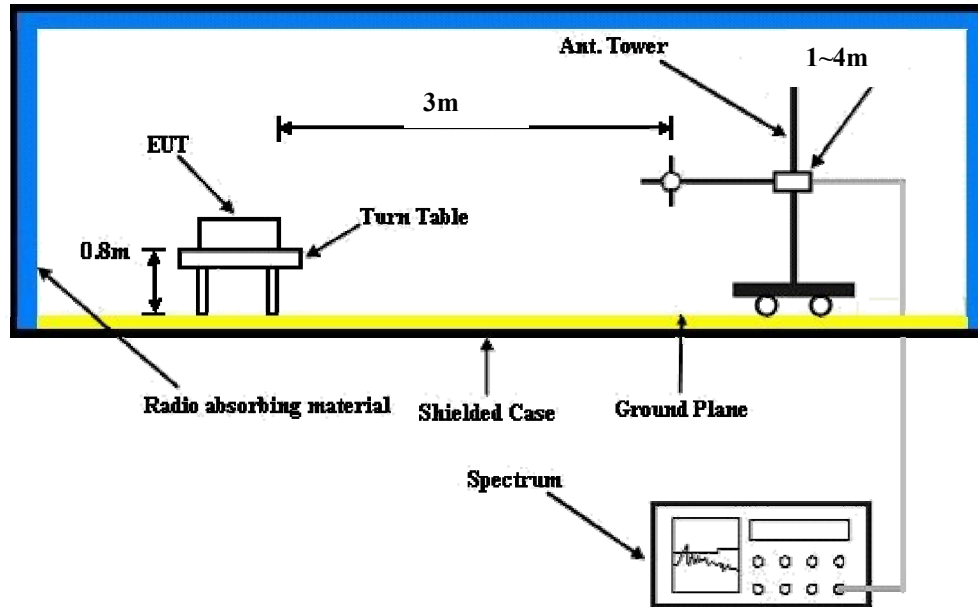 Ant. Tower
1~4m
3m
EUT
Turn Table
0.8m
Radio absorbing material
Shielded Case
Ground Plane
Spectrum